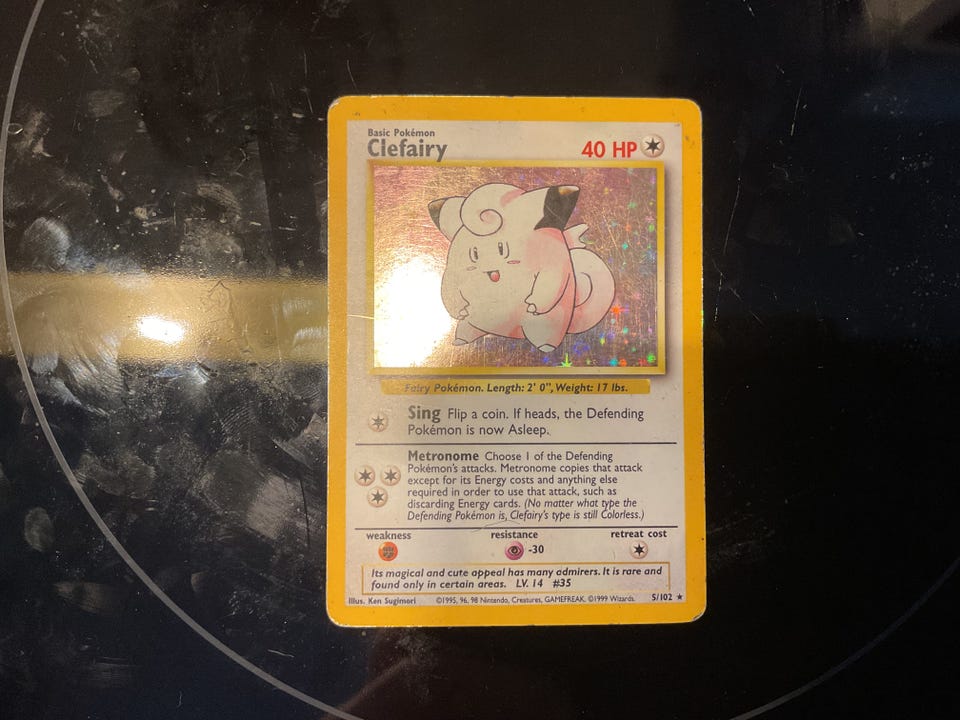 Basic Pokémon
Clefairy 40 HP
Fairy Pokémon. Length: 2' 0", Weight: 17 lbs.
Sing Flip a coin. If heads, the Defending
Pokémon is now Asleep.
Metronome Choose 1 of the Defending
Pokémon's attacks. Metronome copies that attack
except for its Energy costs and anything else
required in order to use that attack, such as
discarding Energy cards. (No matter what type the
Defending Pokémon is, Clefairy's type is still Colorless.)
weakness resistance retreat cost
-30
Its magical and cute appeal has many admirers. It is rare and
found only in certain areas. LV. 14 #35
Illus. Ken Sugimori ©1995, 96, 98 Nintendo, Creatures, GAMEFREAK. ©1999 Wizards. 5/102 ★